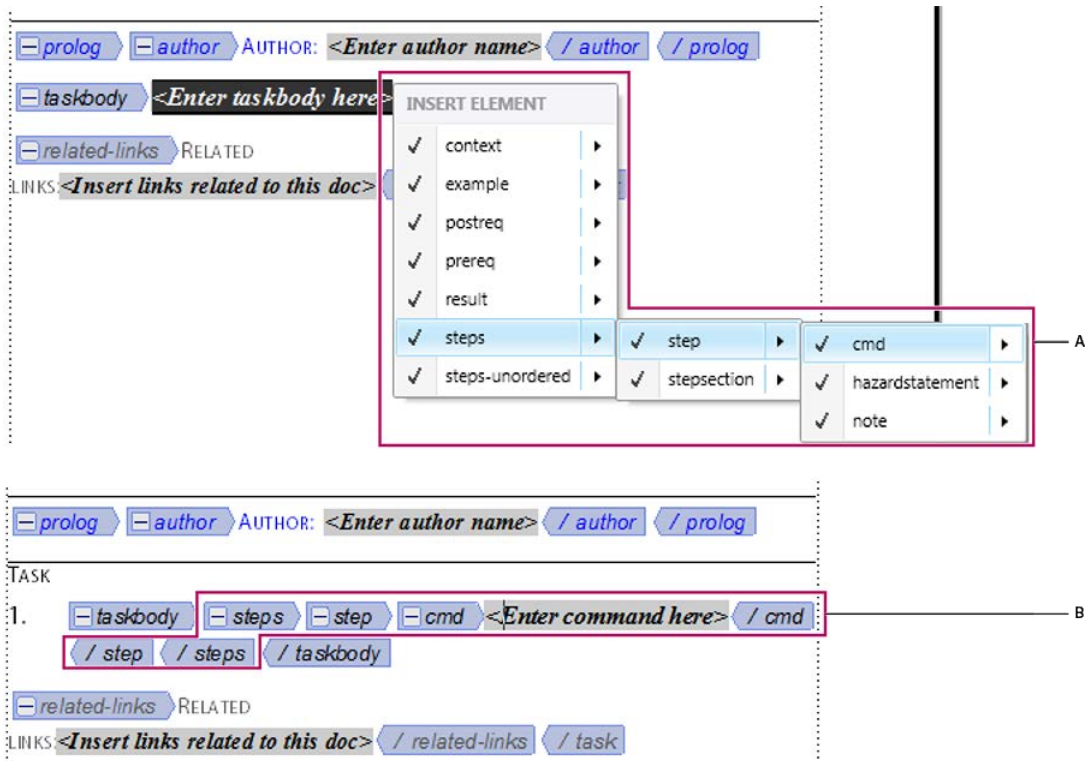 prolog author AUTHOR: <Enter author name> / author / prolog
taskbody <Enter taskbody here>
INSERT ELEMENT
context
example
postreq
prereq
result
steps
steps-unordered
step
stepsection
cmd
hazardstatement
note
A
related-links RELATED
LINKS:<Insert links related to this doc>
prolog author AUTHOR: <Enter author name> / author / prolog
TASK
1. taskbody steps step cmd <Enter command here> / cmd
B
/ step / steps / taskbody
related-links RELATED
LINKS:<Insert links related to this doc> / related-links / task